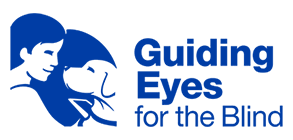 Guiding
Eyes
for the Blind